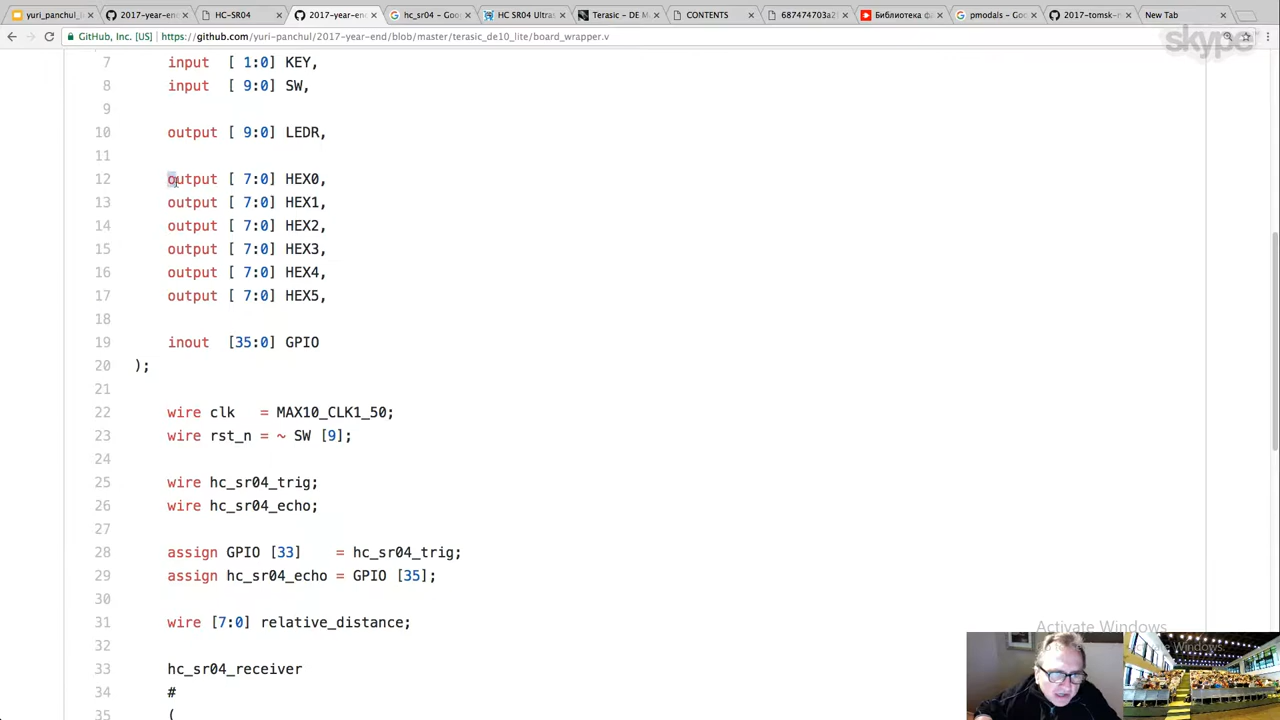 yuri_panchul_
2017-year-end
HC-SR04
2017-year-end
hc_sr04 – Goo
HC SR04 Ultras
Terasic – DE M
CONTENTS
687474703a2
Библиотека ф
pmodals – Goo
2017-tomsk-n
New Tab
GitHub, Inc. [US] https://github.com/yuri-panchul/2017-year-end/blob/master/terasic_de10_lite/board_wrapper.v
skype
7 input [ 1:0] KEY,
8 input [ 9:0] SW,
9
10 output [ 9:0] LEDR,
11
12 output [ 7:0] HEX0,
13 output [ 7:0] HEX1,
14 output [ 7:0] HEX2,
15 output [ 7:0] HEX3,
16 output [ 7:0] HEX4,
17 output [ 7:0] HEX5,
18
19 inout [35:0] GPIO
20 );
21
22 wire clk = MAX10_CLK1_50;
23 wire rst_n = ~ SW [9];
24
25 wire hc_sr04_trig;
26 wire hc_sr04_echo;
27
28 assign GPIO [33] = hc_sr04_trig;
29 assign hc_sr04_echo = GPIO [35];
30
31 wire [7:0] relative_distance;
32
33 hc_sr04_receiver
34 #
35 (
Activate Windows